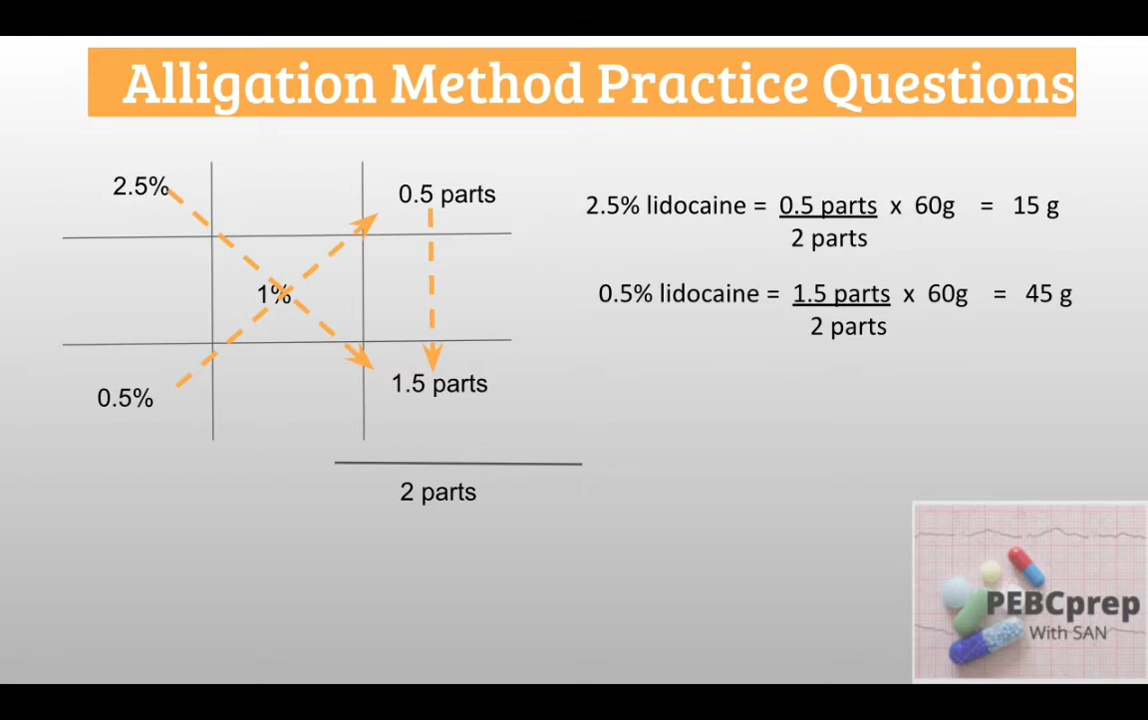 Alligation Method Practice Questions
2.5%
0.5 parts
1%
0.5%
1.5 parts
2 parts
2.5% lidocaine = 0.5 parts x 60g = 15 g
2 parts
0.5% lidocaine = 1.5 parts x 60g = 45 g
2 parts
PEBCprep
With SAN